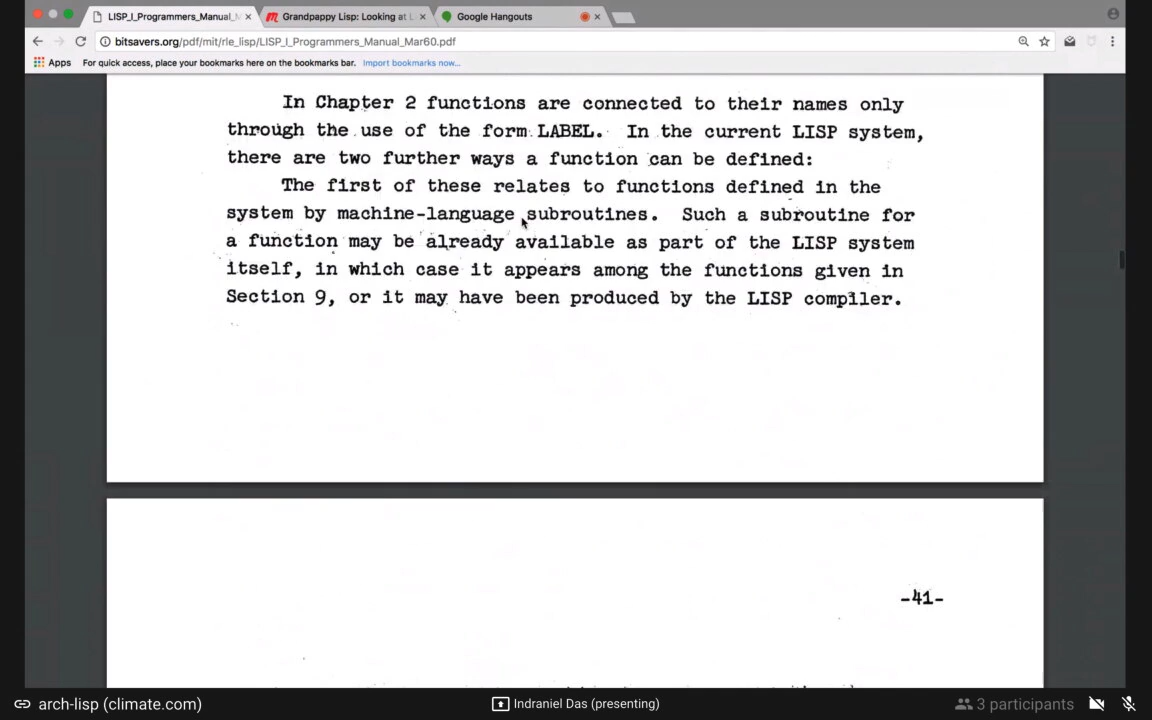 LISP_I_Programmers_Manual_M
Grandpappy Lisp: Looking at L
Google Hangouts
bitsavers.org/pdf/mit/rle_lisp/LISP_I_Programmers_Manual_Mar60.pdf
Apps
For quick access, place your bookmarks here on the bookmarks bar.
Import bookmarks now...
In Chapter 2 functions are connected to their names only
through the use of the form LABEL. In the current LISP system,
there are two further ways a function can be defined:
The first of these relates to functions defined in the
system by machine-language subroutines. Such a subroutine for
a function may be already available as part of the LISP system
itself, in which case it appears among the functions given in
Section 9, or it may have been produced by the LISP compiler.
-41-
arch-lisp (climate.com)
Indraniel Das (presenting)
3 participants